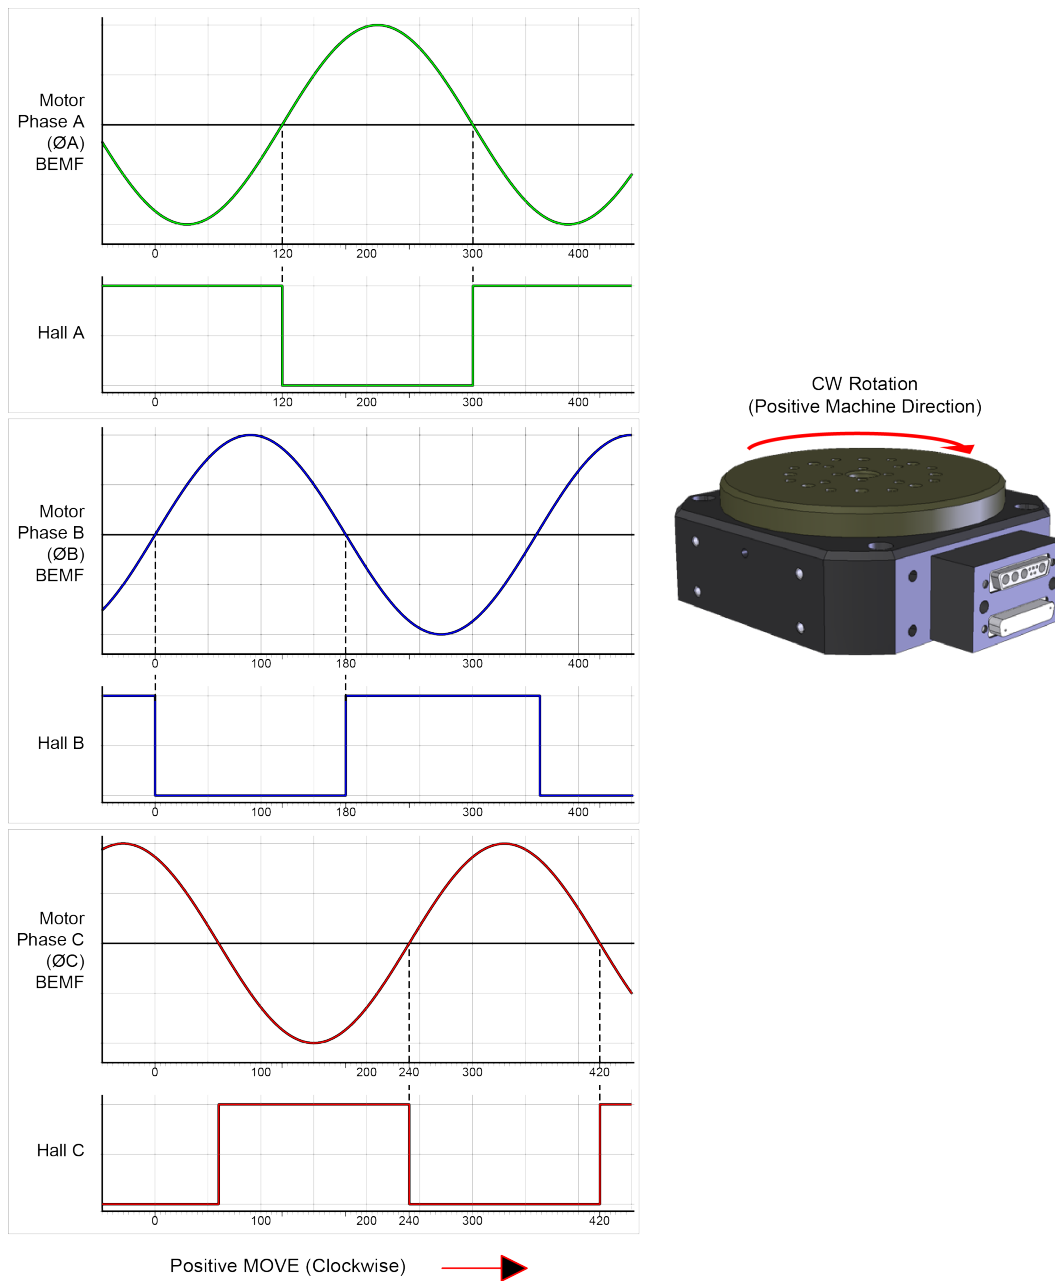 Motor
Phase A
(ØA)
BEMF
0 120 200 300 400
Hall A
0 120 200 300 400
CW Rotation
(Positive Machine Direction)
Motor
Phase B
(ØB)
BEMF
0 100 180 300 400
Hall B
0 100 180 300 400
Motor
Phase C
(ØC)
BEMF
0 100 200 240 300 420
Hall C
0 100 200 240 300 420
Positive MOVE (Clockwise)